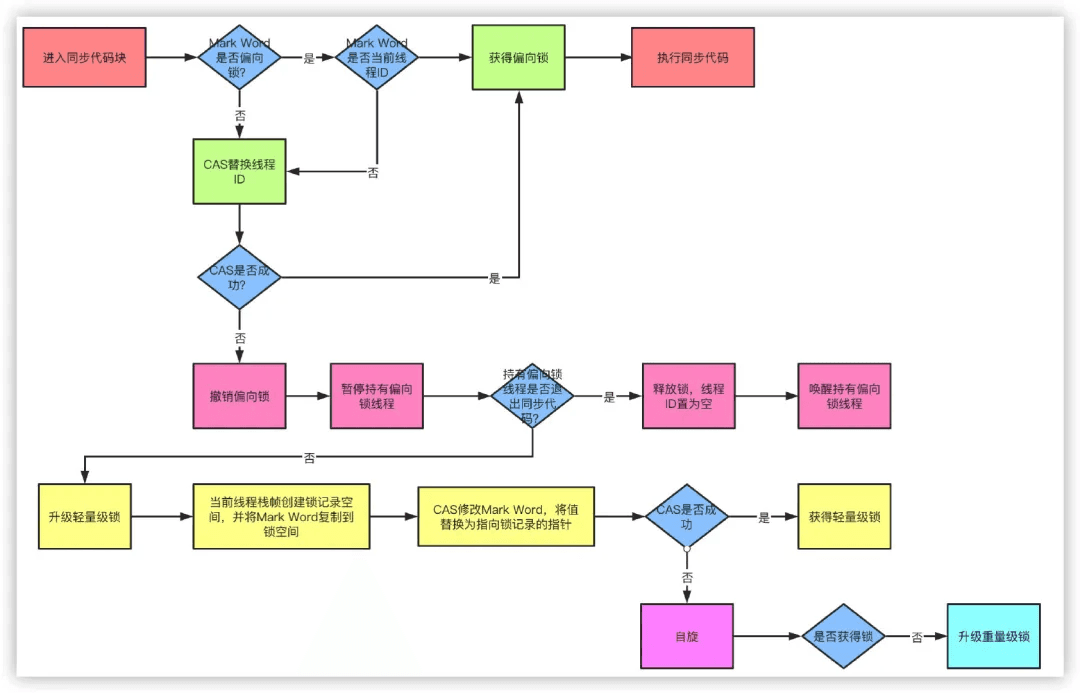 进入同步代码块
Mark Word
是否偏向
锁?
是
Mark Word
是否当前线
程ID
获得偏向锁
执行同步代码
否
否
CAS替换线程
ID
CAS是否成
功?
是
否
撤销偏向锁
暂停持有偏向
锁线程
持有偏向锁
线程是否退
出同步代
码?
是
释放锁，线程
ID置为空
唤醒持有偏向
锁线程
否
升级轻量级锁
当前线程栈帧创建锁记录空
间，并将Mark Word复制到
锁空间
CAS修改Mark Word，将值
替换为指向锁记录的指针
CAS是否成
功
是
获得轻量级锁
否
自旋
是否获得锁
否
升级重量级锁